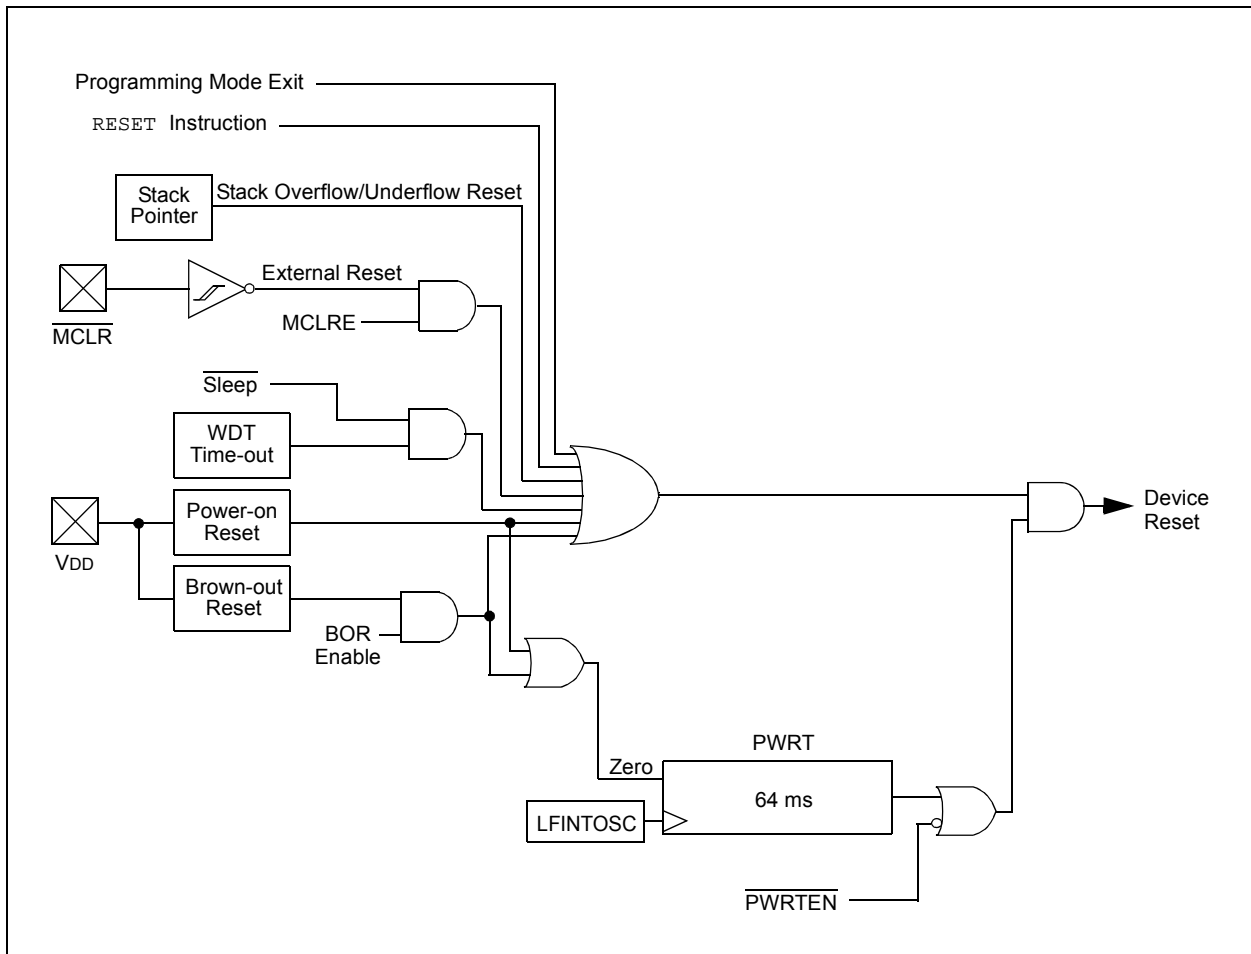 Programming Mode Exit
RESET Instruction
Stack
Pointer
Stack Overflow/Underflow Reset
External Reset
MCLR
MCLRE
Sleep
WDT
Time-out
VDD
Power-on
Reset
Device
Reset
Brown-out
Reset
BOR
Enable
PWRT
Zero
64 ms
LFINTOSC
PWRTEN